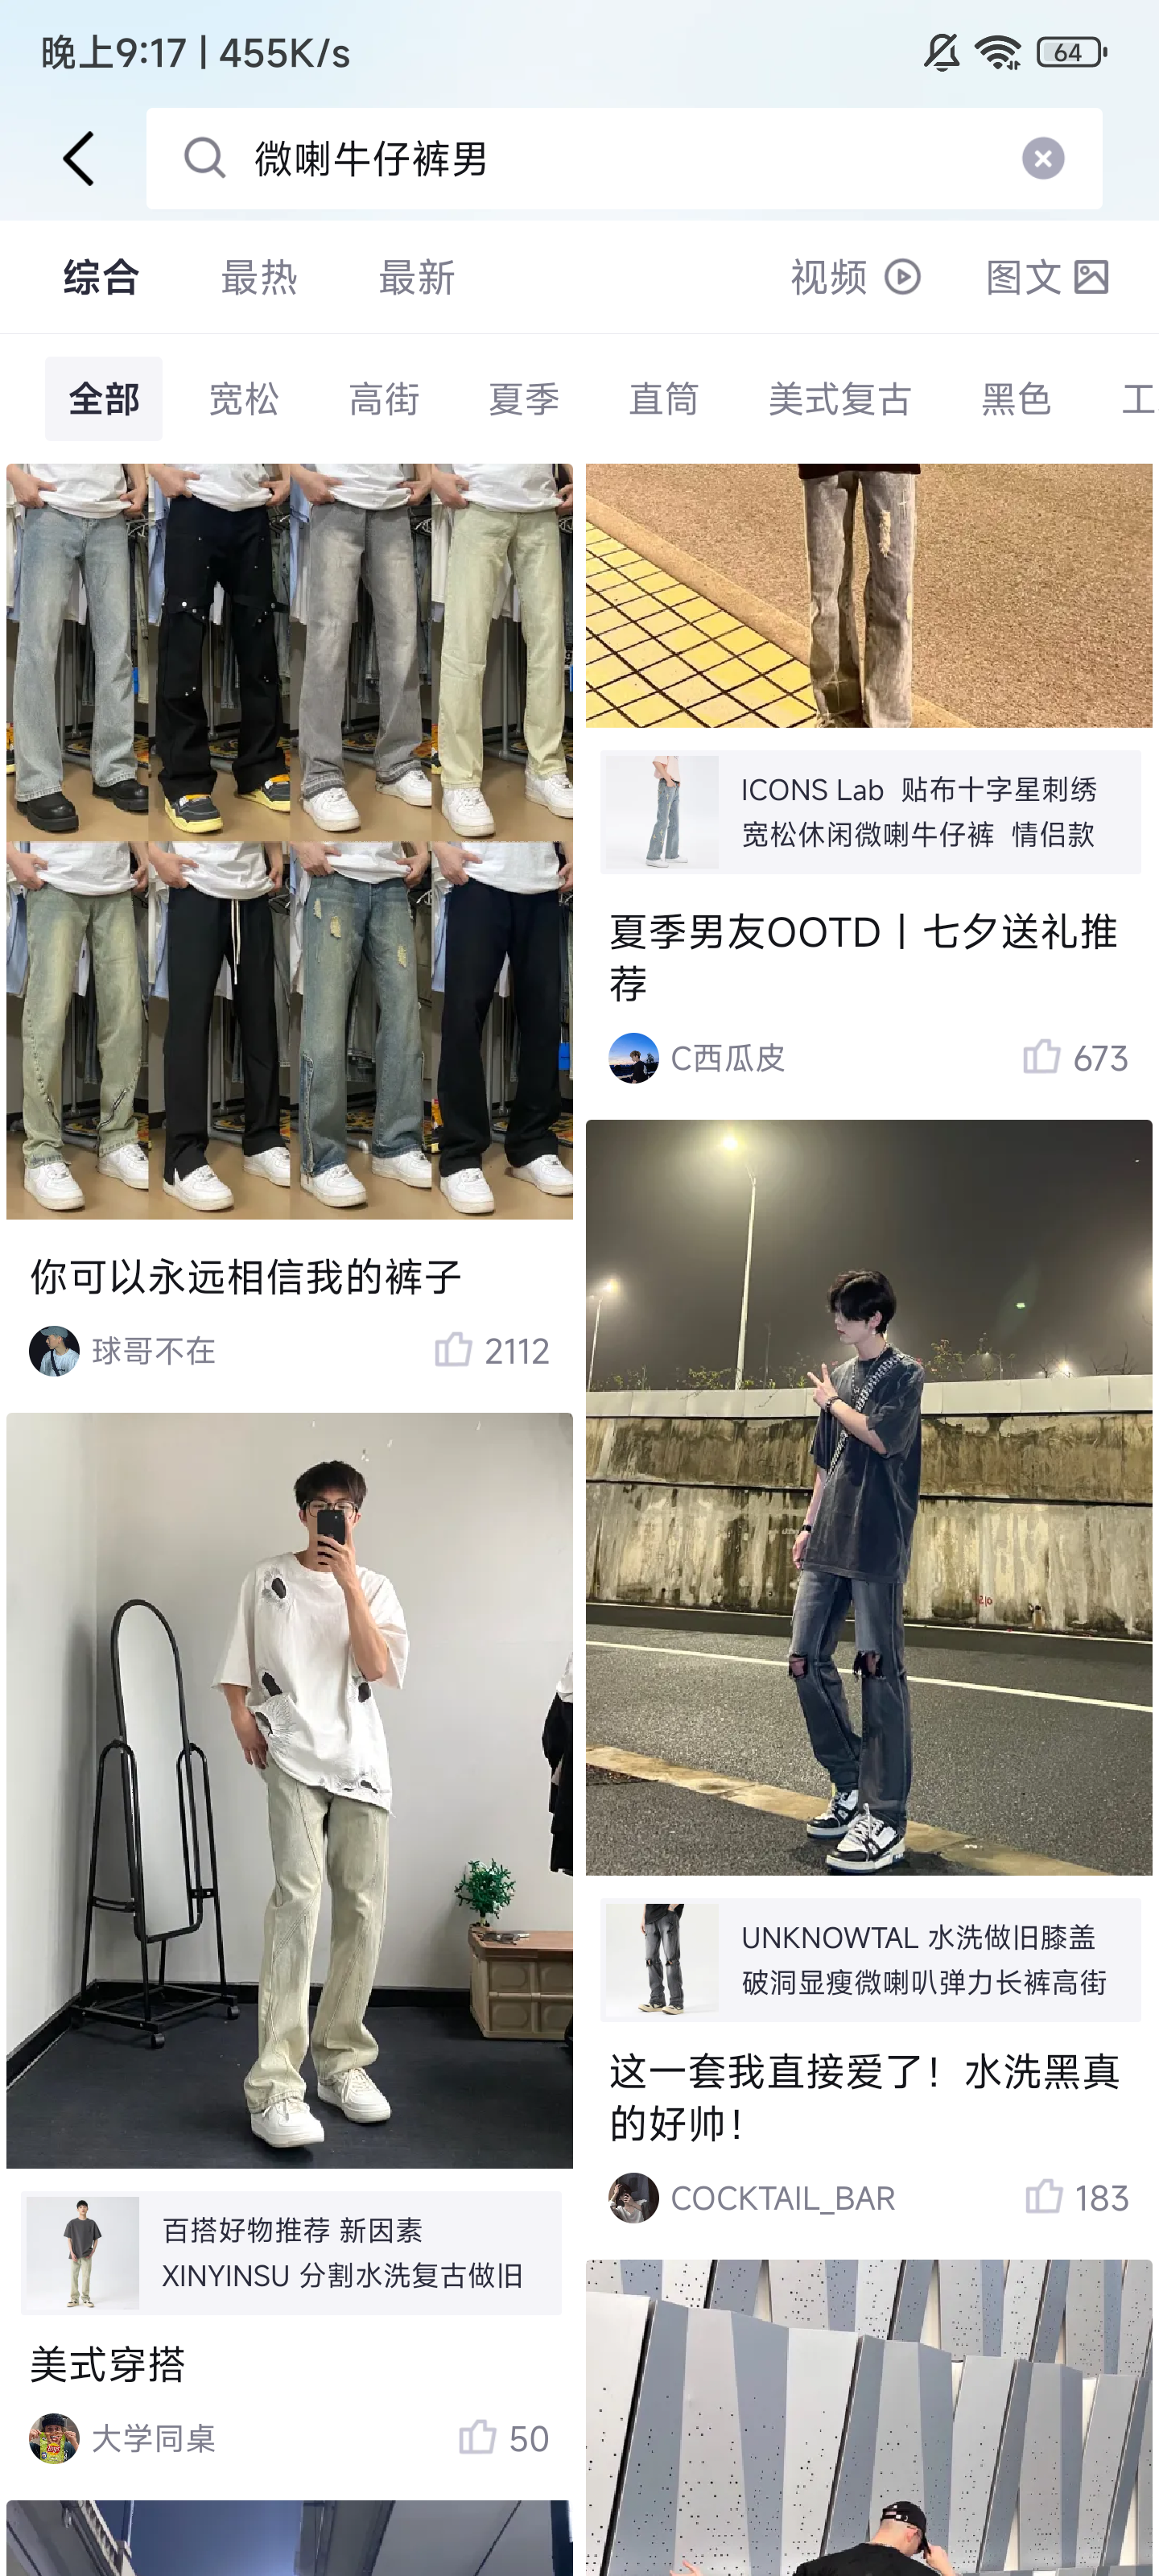 晚上9:17 | 455K/s
64
微喇牛仔裤男
综合 最热 最新 视频 图文
全部 宽松 高街 夏季 直筒 美式复古 黑色 工
你可以永远相信我的裤子
球哥不在 2112
百搭好物推荐 新因素
XINYINSU 分割水洗复古做旧
美式穿搭
大学同桌 50
ICONS Lab 贴布十字星刺绣
宽松休闲微喇牛仔裤 情侣款
夏季男友OOTD丨七夕送礼推
荐
C西瓜皮 673
UNKNOWTAL 水洗做旧膝盖
破洞显瘦微喇叭弹力长裤高街
这一套我直接爱了！水洗黑真
的好帅！
COCKTAIL_BAR 183